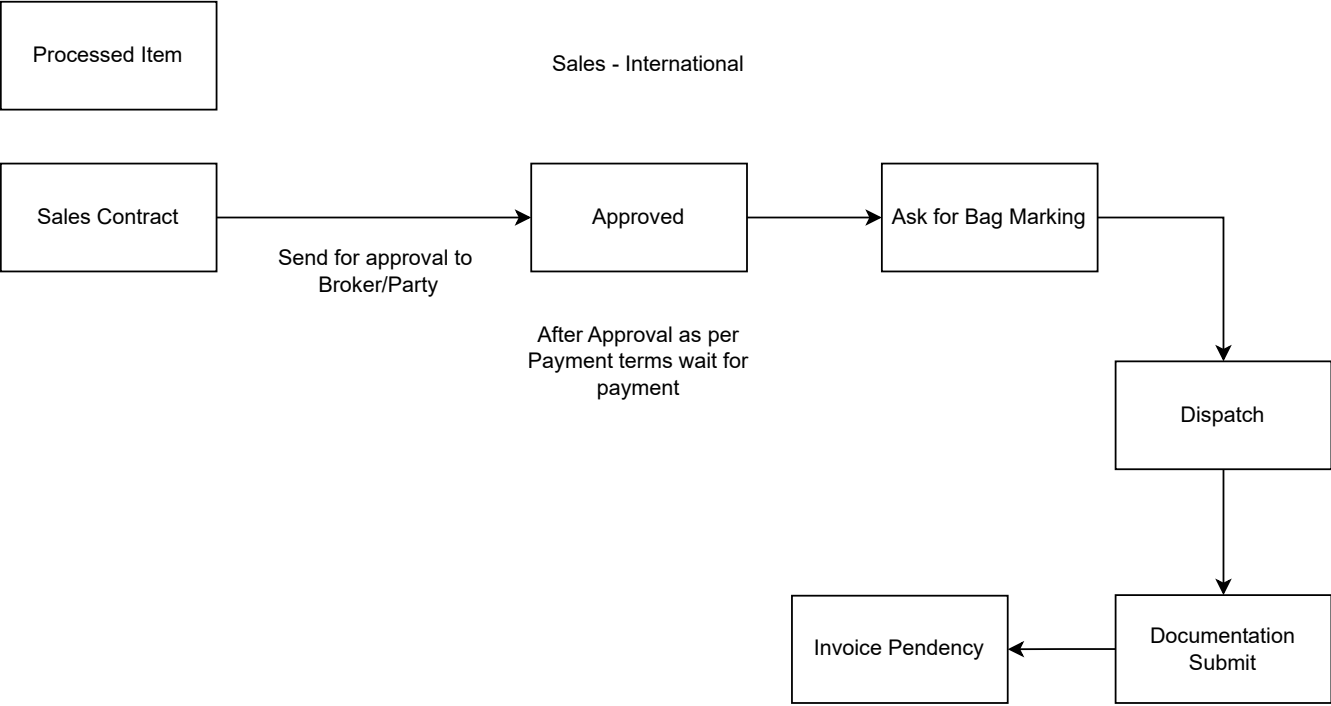 Processed Item
Sales - International
Sales Contract
Send for approval to
Broker/Party
Approved
After Approval as per
Payment terms wait for
payment
Ask for Bag Marking
Dispatch
Documentation
Submit
Invoice Pendency